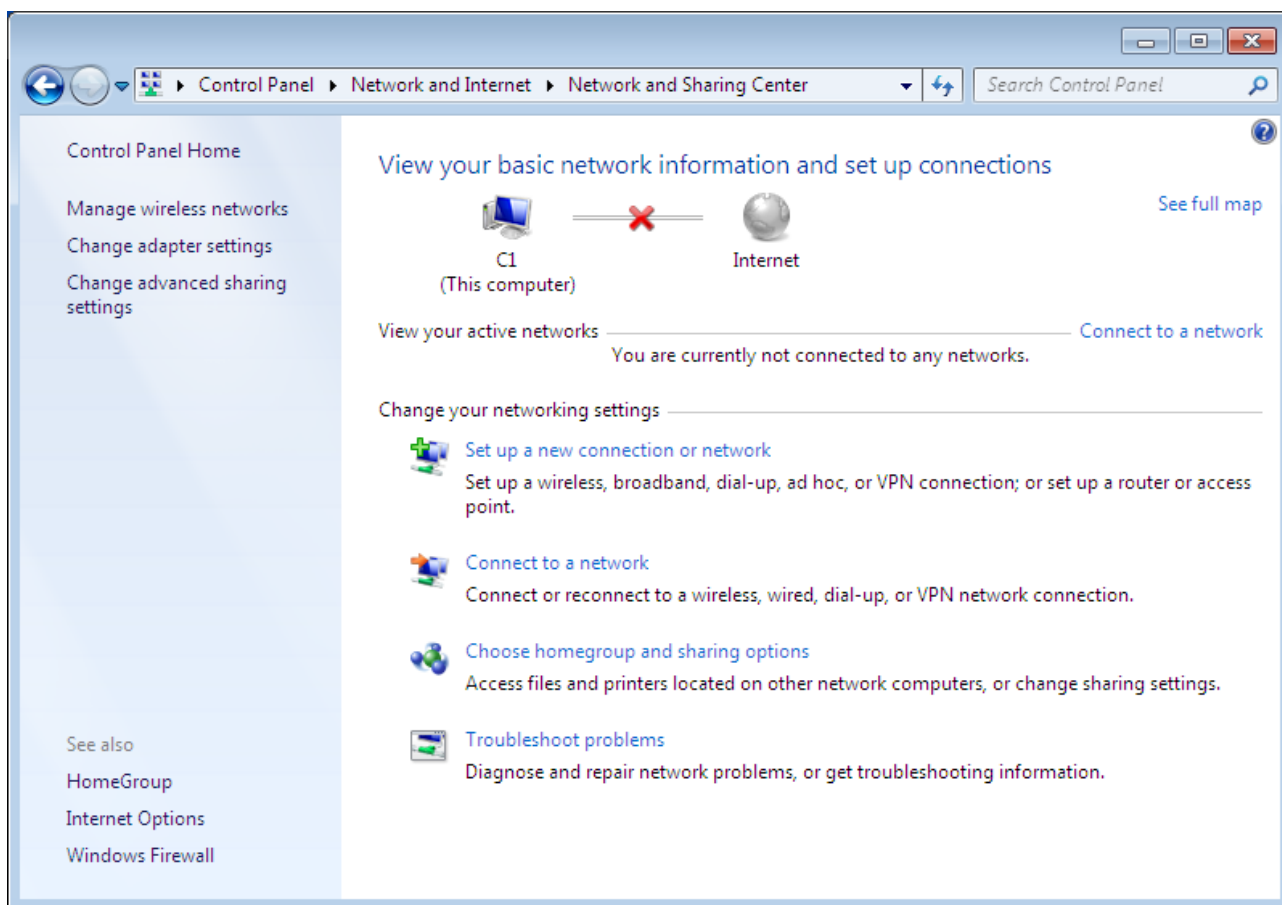 Control Panel Network and Internet Network and Sharing Center Search Control Panel
Control Panel Home
Manage wireless networks
Change adapter settings
Change advanced sharing
settings
See also
HomeGroup
Internet Options
Windows Firewall
View your basic network information and set up connections
See full map
C1
(This computer)
Internet
View your active networks Connect to a network
You are currently not connected to any networks.
Change your networking settings
Set up a new connection or network
Set up a wireless, broadband, dial-up, ad hoc, or VPN connection; or set up a router or access
point.
Connect to a network
Connect or reconnect to a wireless, wired, dial-up, or VPN network connection.
Choose homegroup and sharing options
Access files and printers located on other network computers, or change sharing settings.
Troubleshoot problems
Diagnose and repair network problems, or get troubleshooting information.